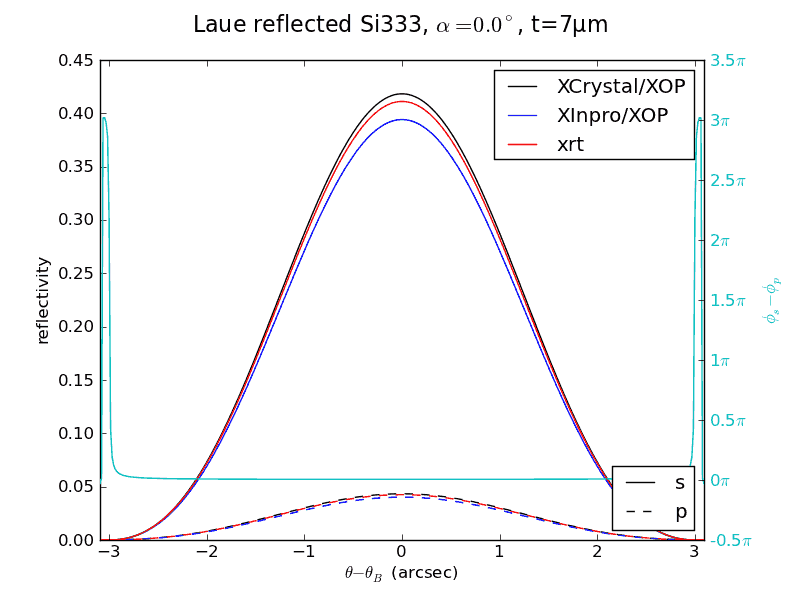 Laue reflected Si333, α=0.0°, t=7μm
XCrystal/XOP
XInpro/XOP
xrt
s
p
reflectivity
0.45
0.40
0.35
0.30
0.25
0.20
0.15
0.10
0.05
0.00
3.5π
3π
2.5π
2π
1.5π
1π
0.5π
0π
-0.5π
ϕs−ϕp
−3 −2 −1 0 1 2 3
θ−θB (arcsec)